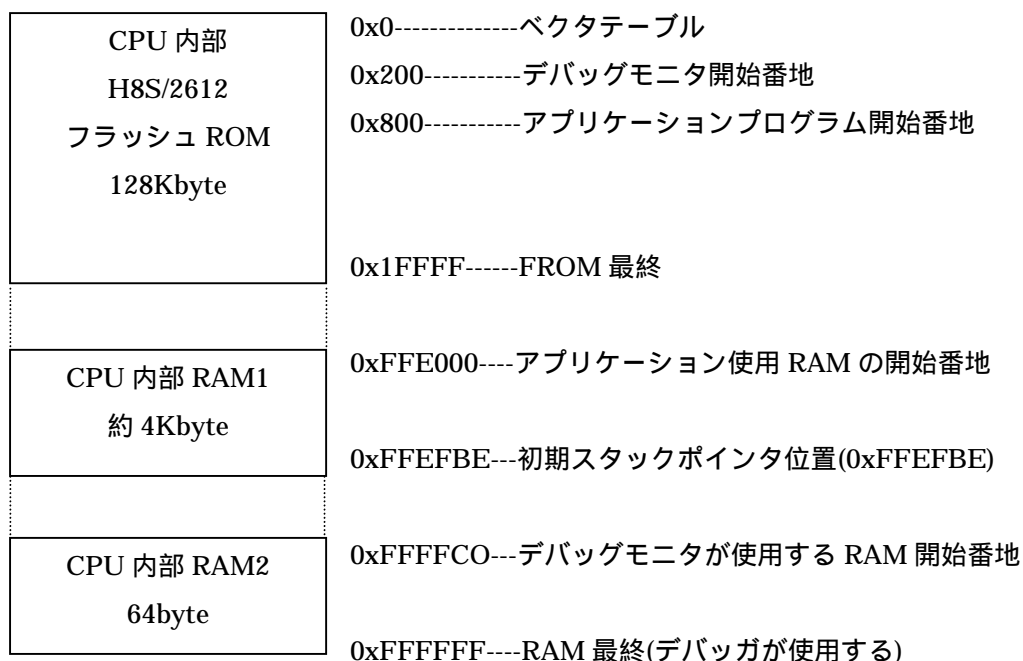 CPU 内部
H8S/2612
フラッシュ ROM
128Kbyte
0x0--------------ベクタテーブル
0x200-----------デバッグモニタ開始番地
0x800-----------アプリケーションプログラム開始番地
0x1FFFF------FROM 最終
CPU 内部 RAM1
約 4Kbyte
0xFFE000----アプリケーション使用 RAM の開始番地
0xFFEFBE---初期スタックポインタ位置(0xFFEFBE)
CPU 内部 RAM2
64byte
0xFFFFCO---デバッグモニタが使用する RAM 開始番地
0xFFFFFF----RAM 最終(デバッガが使用する)